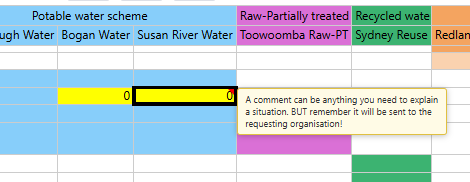 Potable water scheme Raw-Partially treated Recycled wate
ugh Water Bogan Water Susan River Water Toowoomba Raw-PT Sydney Reuse Redlan
0 0
A comment can be anything you need to explain
a situation. BUT remember it will be sent to the
requesting organisation!